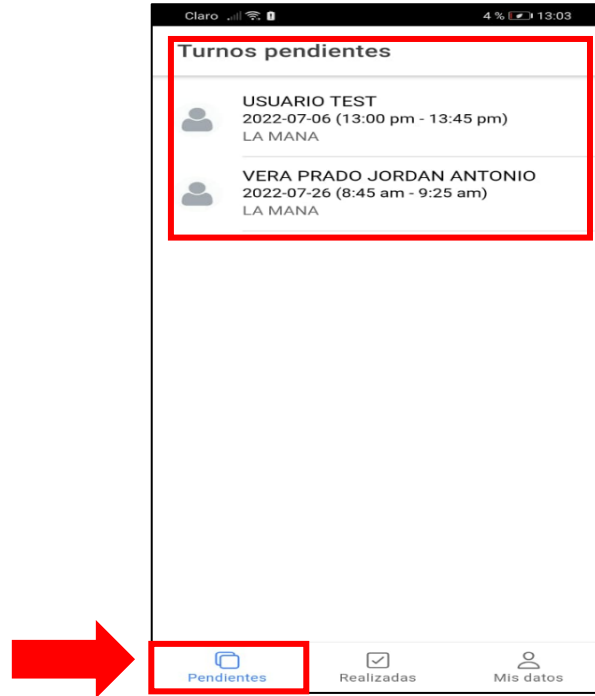 Claro 4 % 13:03
Turnos pendientes
USUARIO TEST
2022-07-06 (13:00 pm - 13:45 pm)
LA MANA
VERA PRADO JORDAN ANTONIO
2022-07-26 (8:45 am - 9:25 am)
LA MANA
Pendientes Realizadas Mis datos